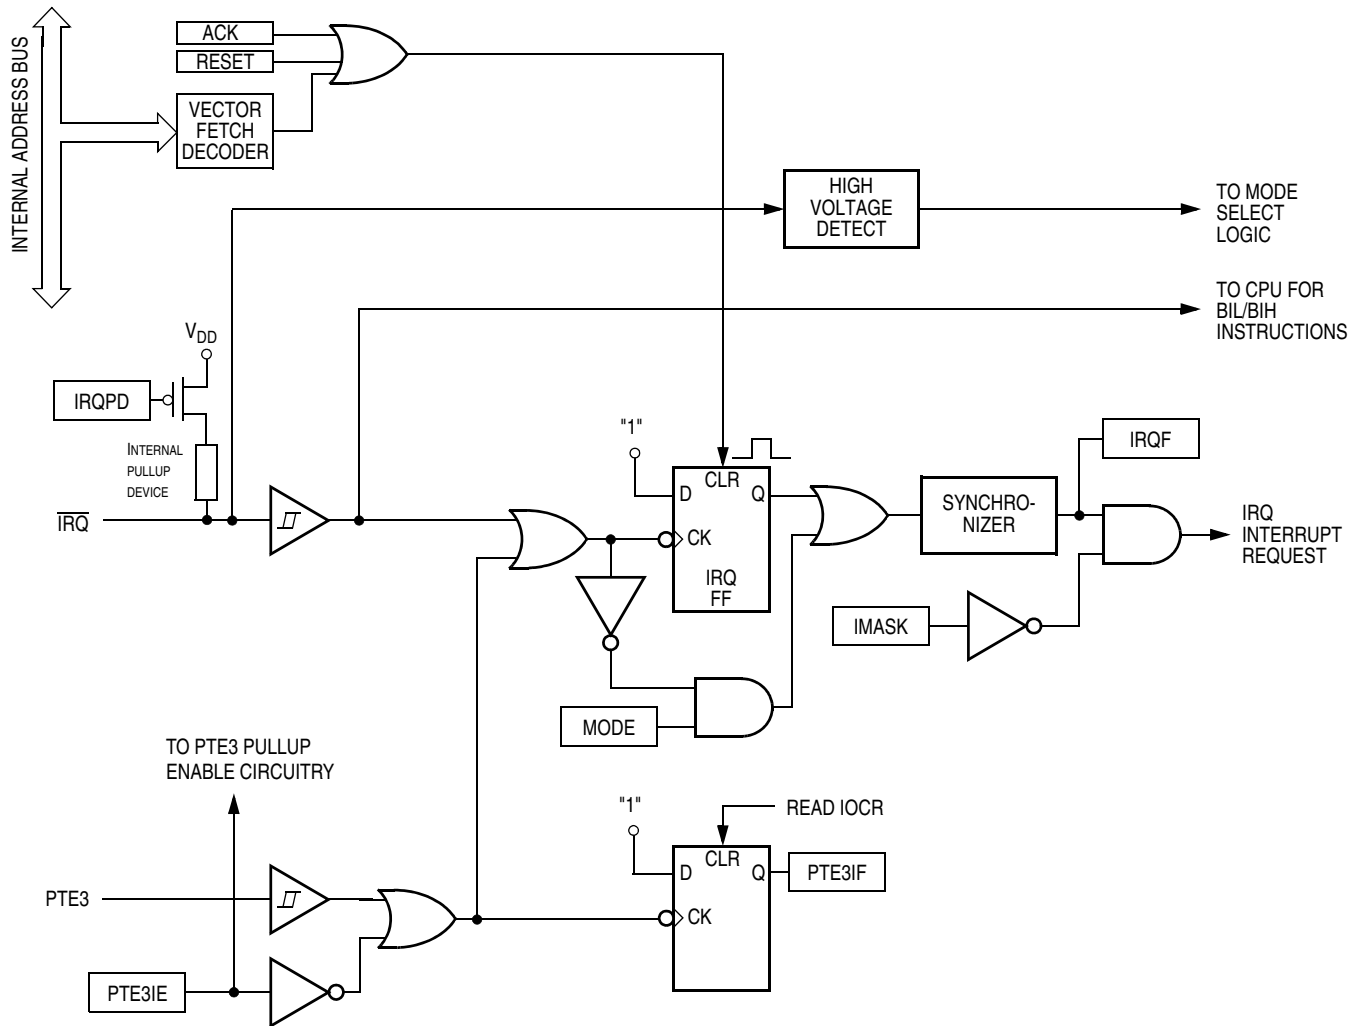 INTERNAL ADDRESS BUS
ACK
RESET
VECTOR
FETCH
DECODER
HIGH
VOLTAGE
DETECT
TO MODE
SELECT
LOGIC
TO CPU FOR
BIL/BIH
INSTRUCTIONS
VDD
IRQPD
INTERNAL
PULLUP
DEVICE
IRQ
"1"
D
CLR
Q
CK
IRQ
FF
SYNCHRO-
NIZER
IRQF
IRQ
INTERRUPT
REQUEST
IMASK
MODE
TO PTE3 PULLUP
ENABLE CIRCUITRY
"1"
READ IOCR
D
CLR
Q
CK
PTE3IF
PTE3
PTE3IE